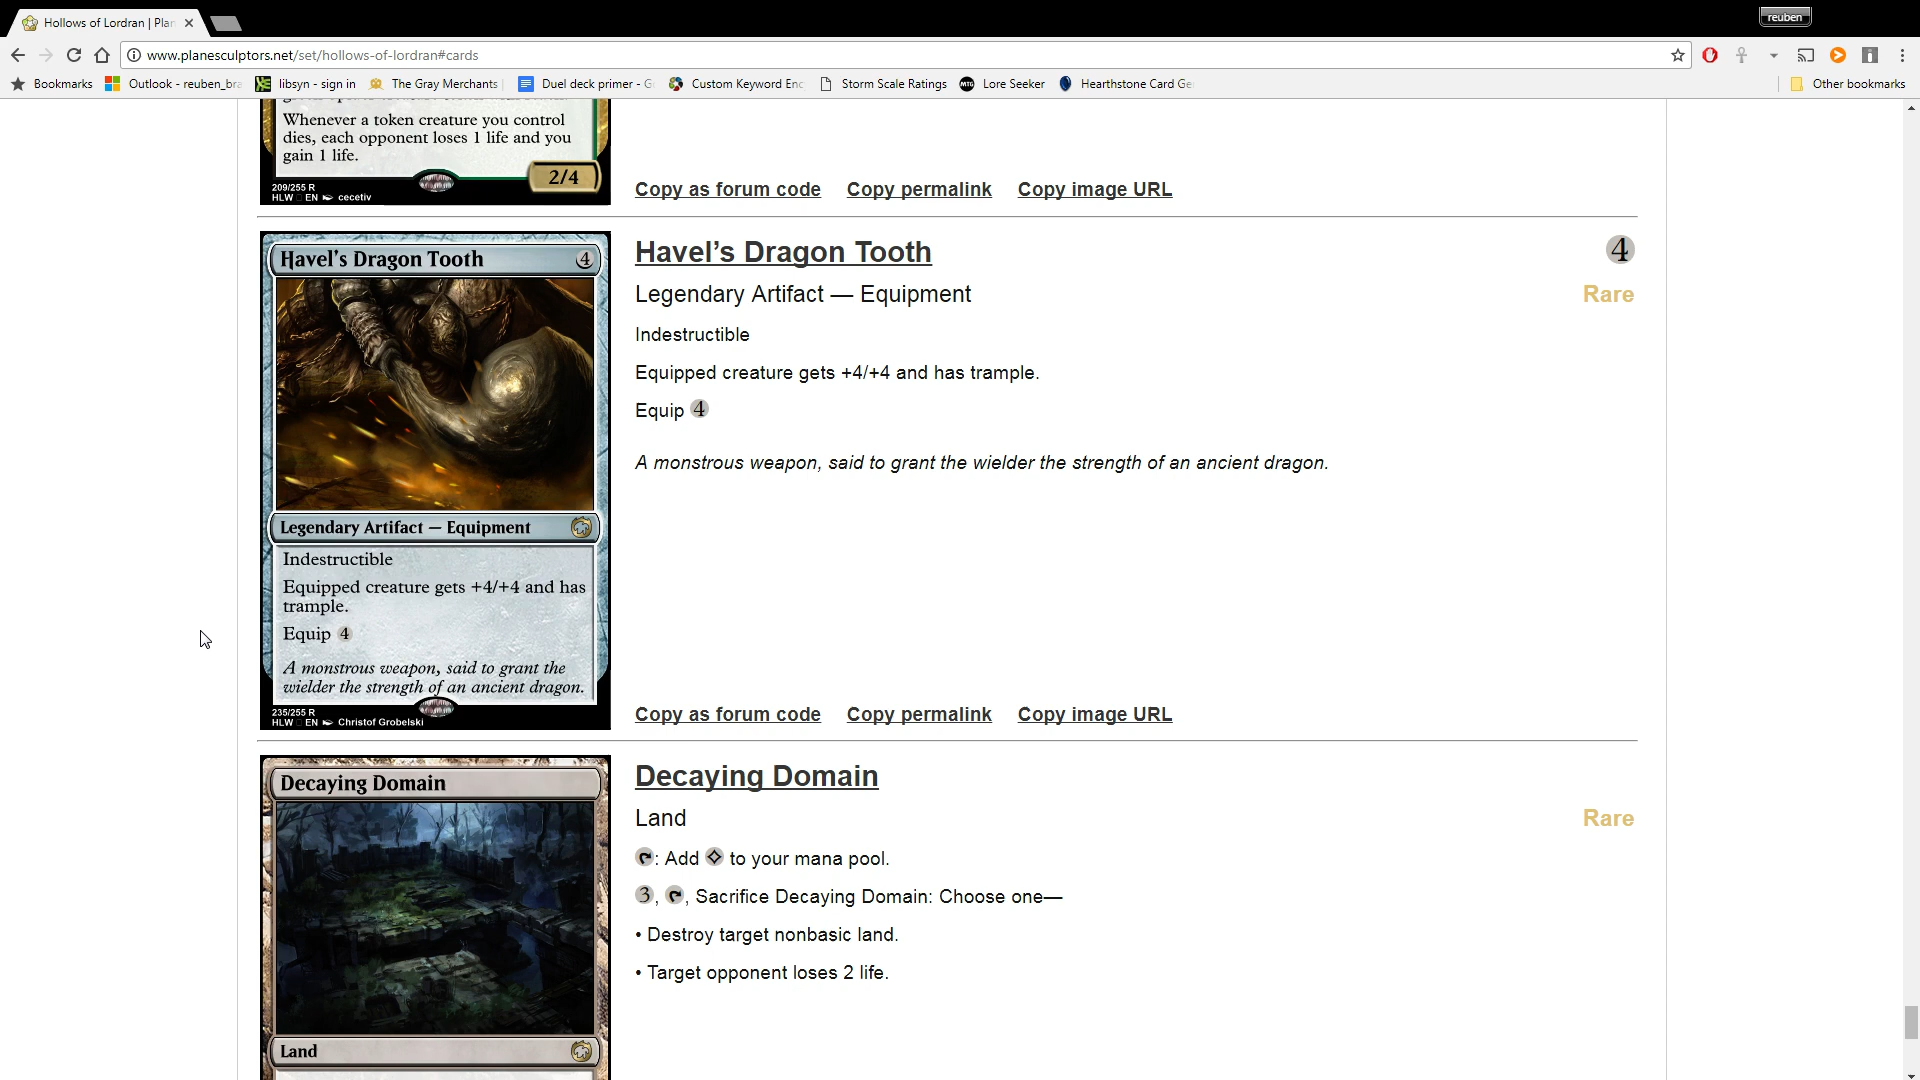 Hollows of Lordran | Plan
reuben
www.planesculptors.net/set/hollows-of-lordran#cards
Bookmarks Outlook - reuben_bra libsyn - sign in The Gray Merchants Duel deck primer - G Custom Keyword Enc Storm Scale Ratings MTG Lore Seeker Hearthstone Card Ge Other bookmarks
Whenever a token creature you control
dies, each opponent loses 1 life and you
gain 1 life.
2/4
209/255 R
HLW EN cecetiv
Copy as forum code Copy permalink Copy image URL
Havel's Dragon Tooth 4
Legendary Artifact — Equipment
Indestructible
Equipped creature gets +4/+4 and has
trample.
Equip 4
A monstrous weapon, said to grant the
wielder the strength of an ancient dragon.
235/255 R
HLW EN Christof Grobelski
Havel’s Dragon Tooth 4
Legendary Artifact — Equipment Rare
Indestructible
Equipped creature gets +4/+4 and has trample.
Equip 4
A monstrous weapon, said to grant the wielder the strength of an ancient dragon.
Copy as forum code Copy permalink Copy image URL
Decaying Domain
Land
Decaying Domain
Land Rare
: Add to your mana pool.
3, , Sacrifice Decaying Domain: Choose one—
• Destroy target nonbasic land.
• Target opponent loses 2 life.